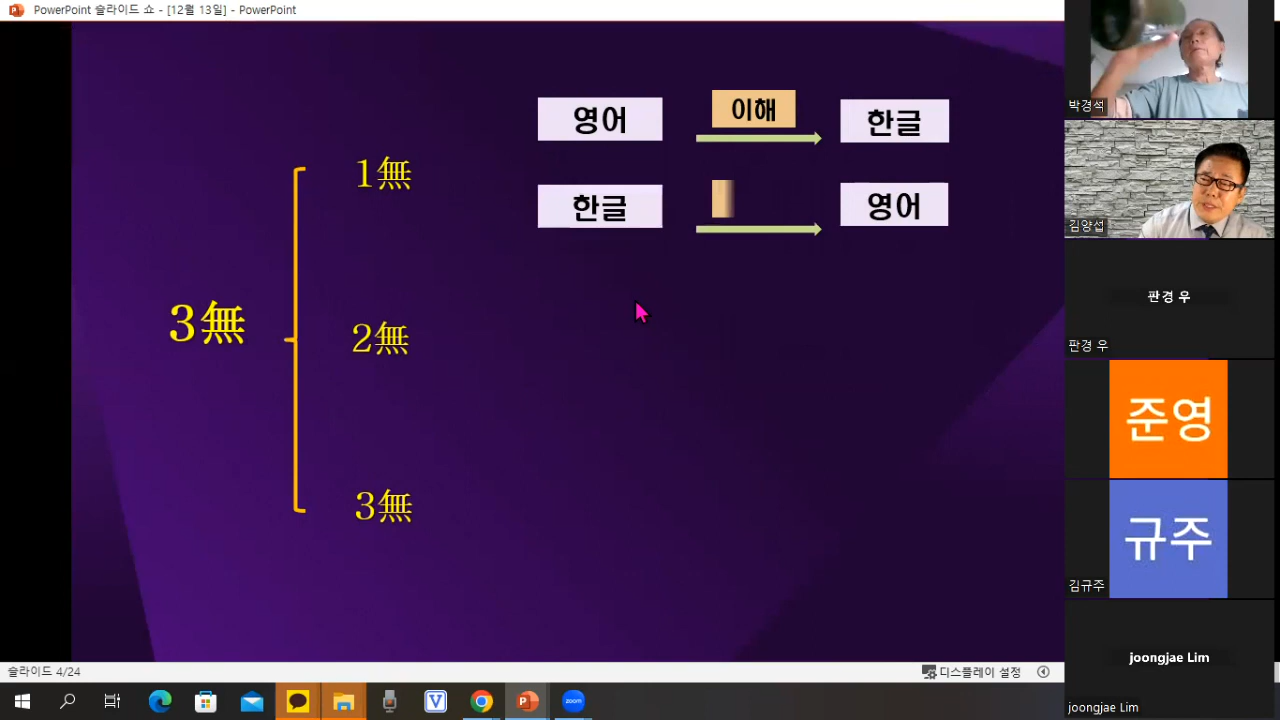 PowerPoint 슬라이드 쇼 - [12월 13일] - PowerPoint
영어
이해
한글
1無
한글
영어
3無
2無
3無
슬라이드 4/24
디스플레이 설정
V
P
zoom
박경석
김양섭
판경 우
판경 우
준영
규주
김규주
joongjae Lim
joongjae Lim